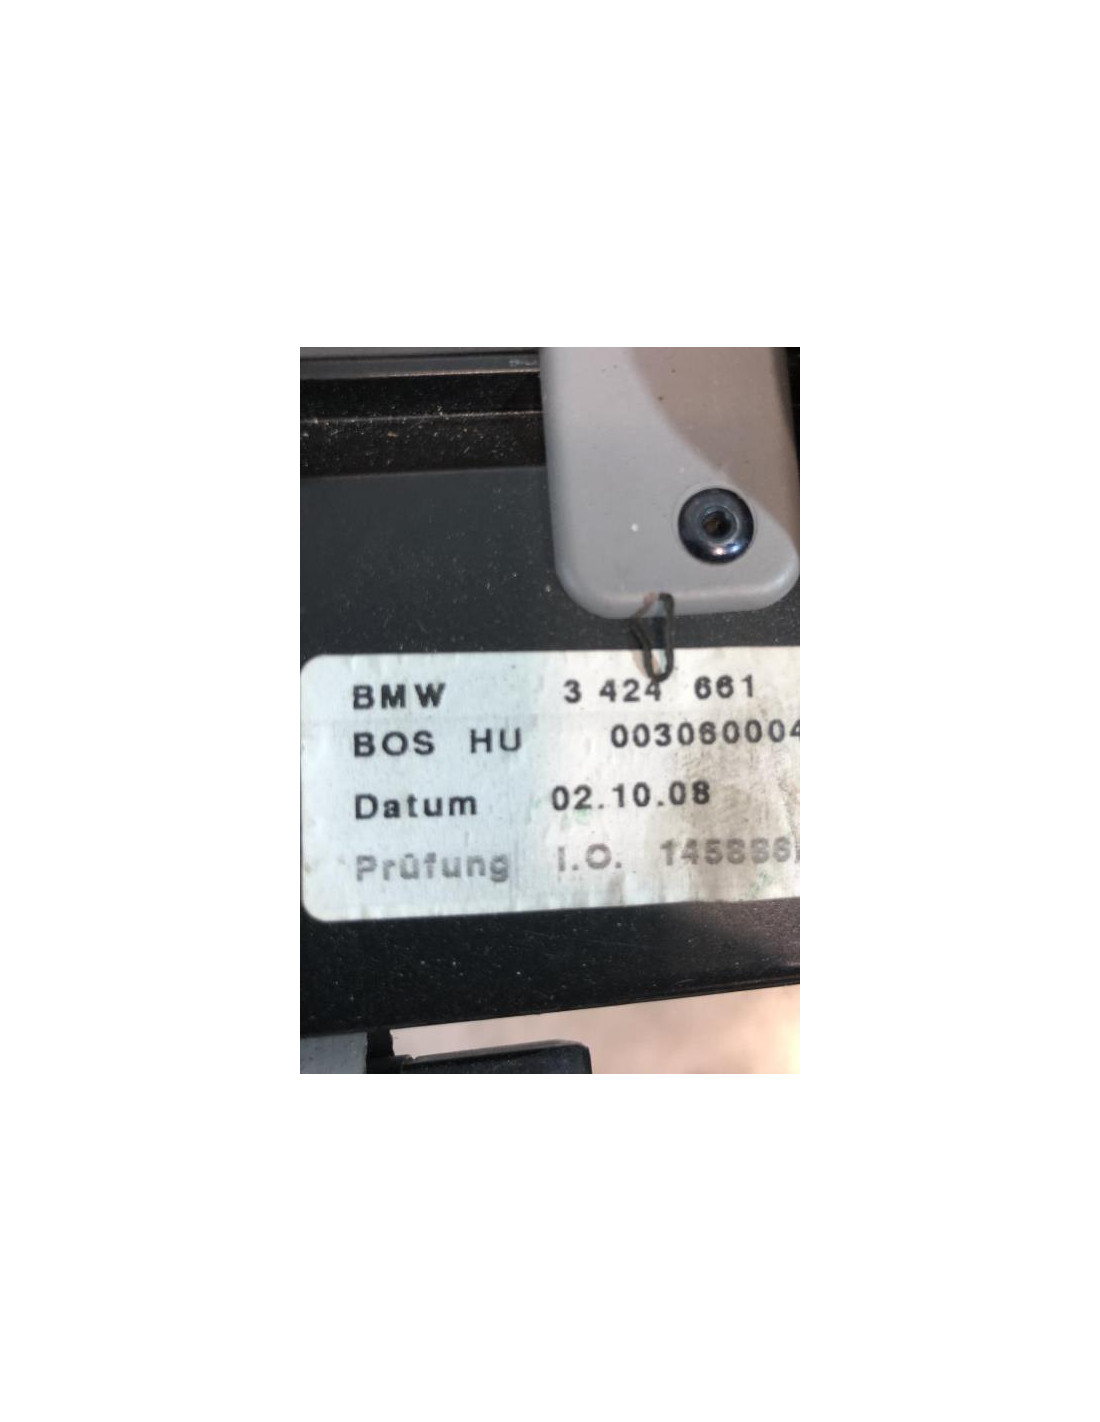 BMW 3 424 661
BOS HU 003060004
Datum 02.10.08
Prüfung I.O.